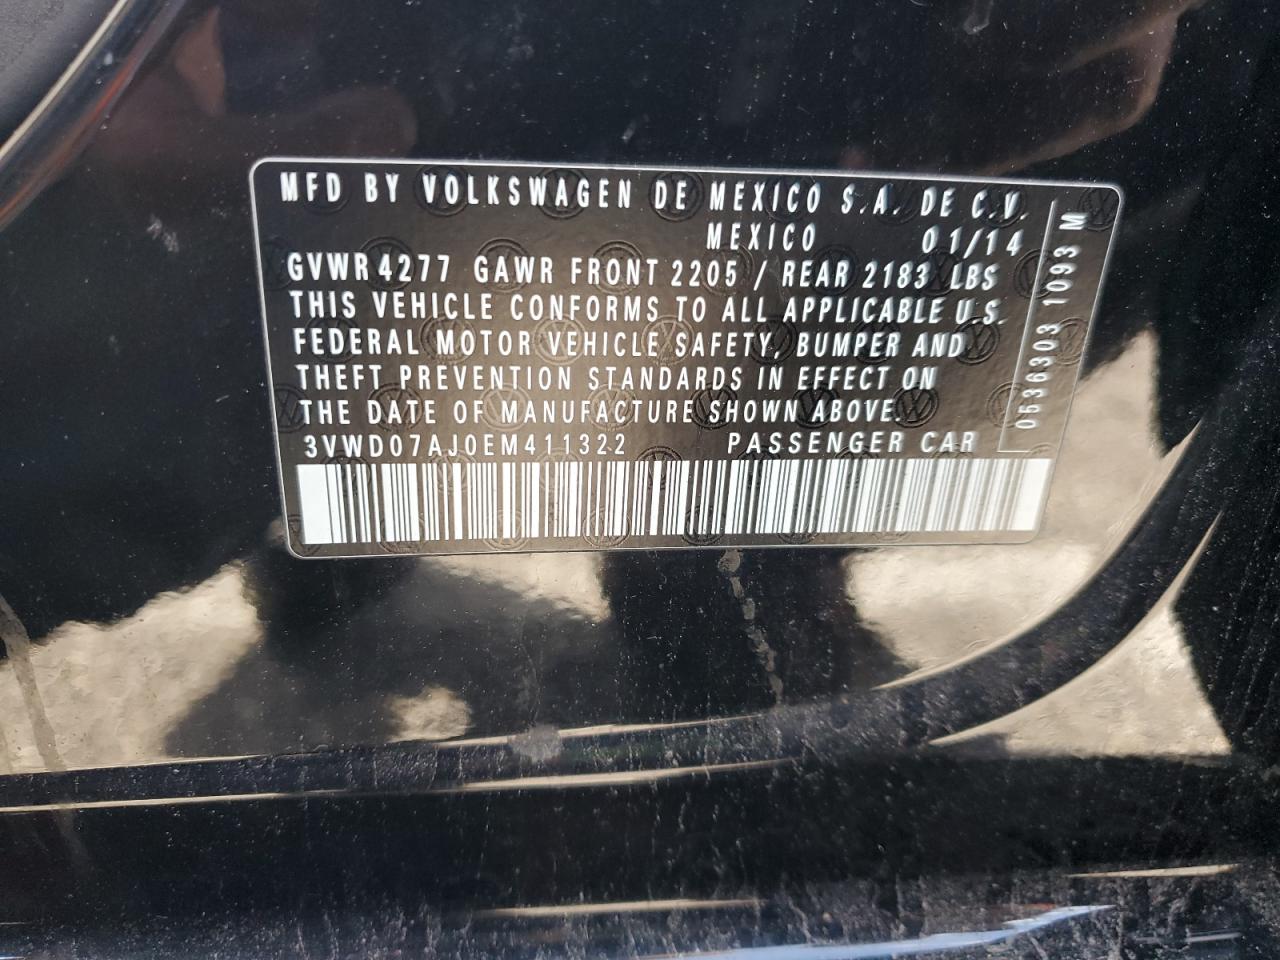 MFD BY VOLKSWAGEN DE MEXICO S.A. DE C.V.
MEXICO 01/14
GVWR 4277 GAWR FRONT 2205 / REAR 2183 LBS
THIS VEHICLE CONFORMS TO ALL APPLICABLE U.S.
FEDERAL MOTOR VEHICLE SAFETY, BUMPER AND
THEFT PREVENTION STANDARDS IN EFFECT ON
THE DATE OF MANUFACTURE SHOWN ABOVE.
3VWD07AJ0EM411322 PASSENGER CAR
0536303 1093 M